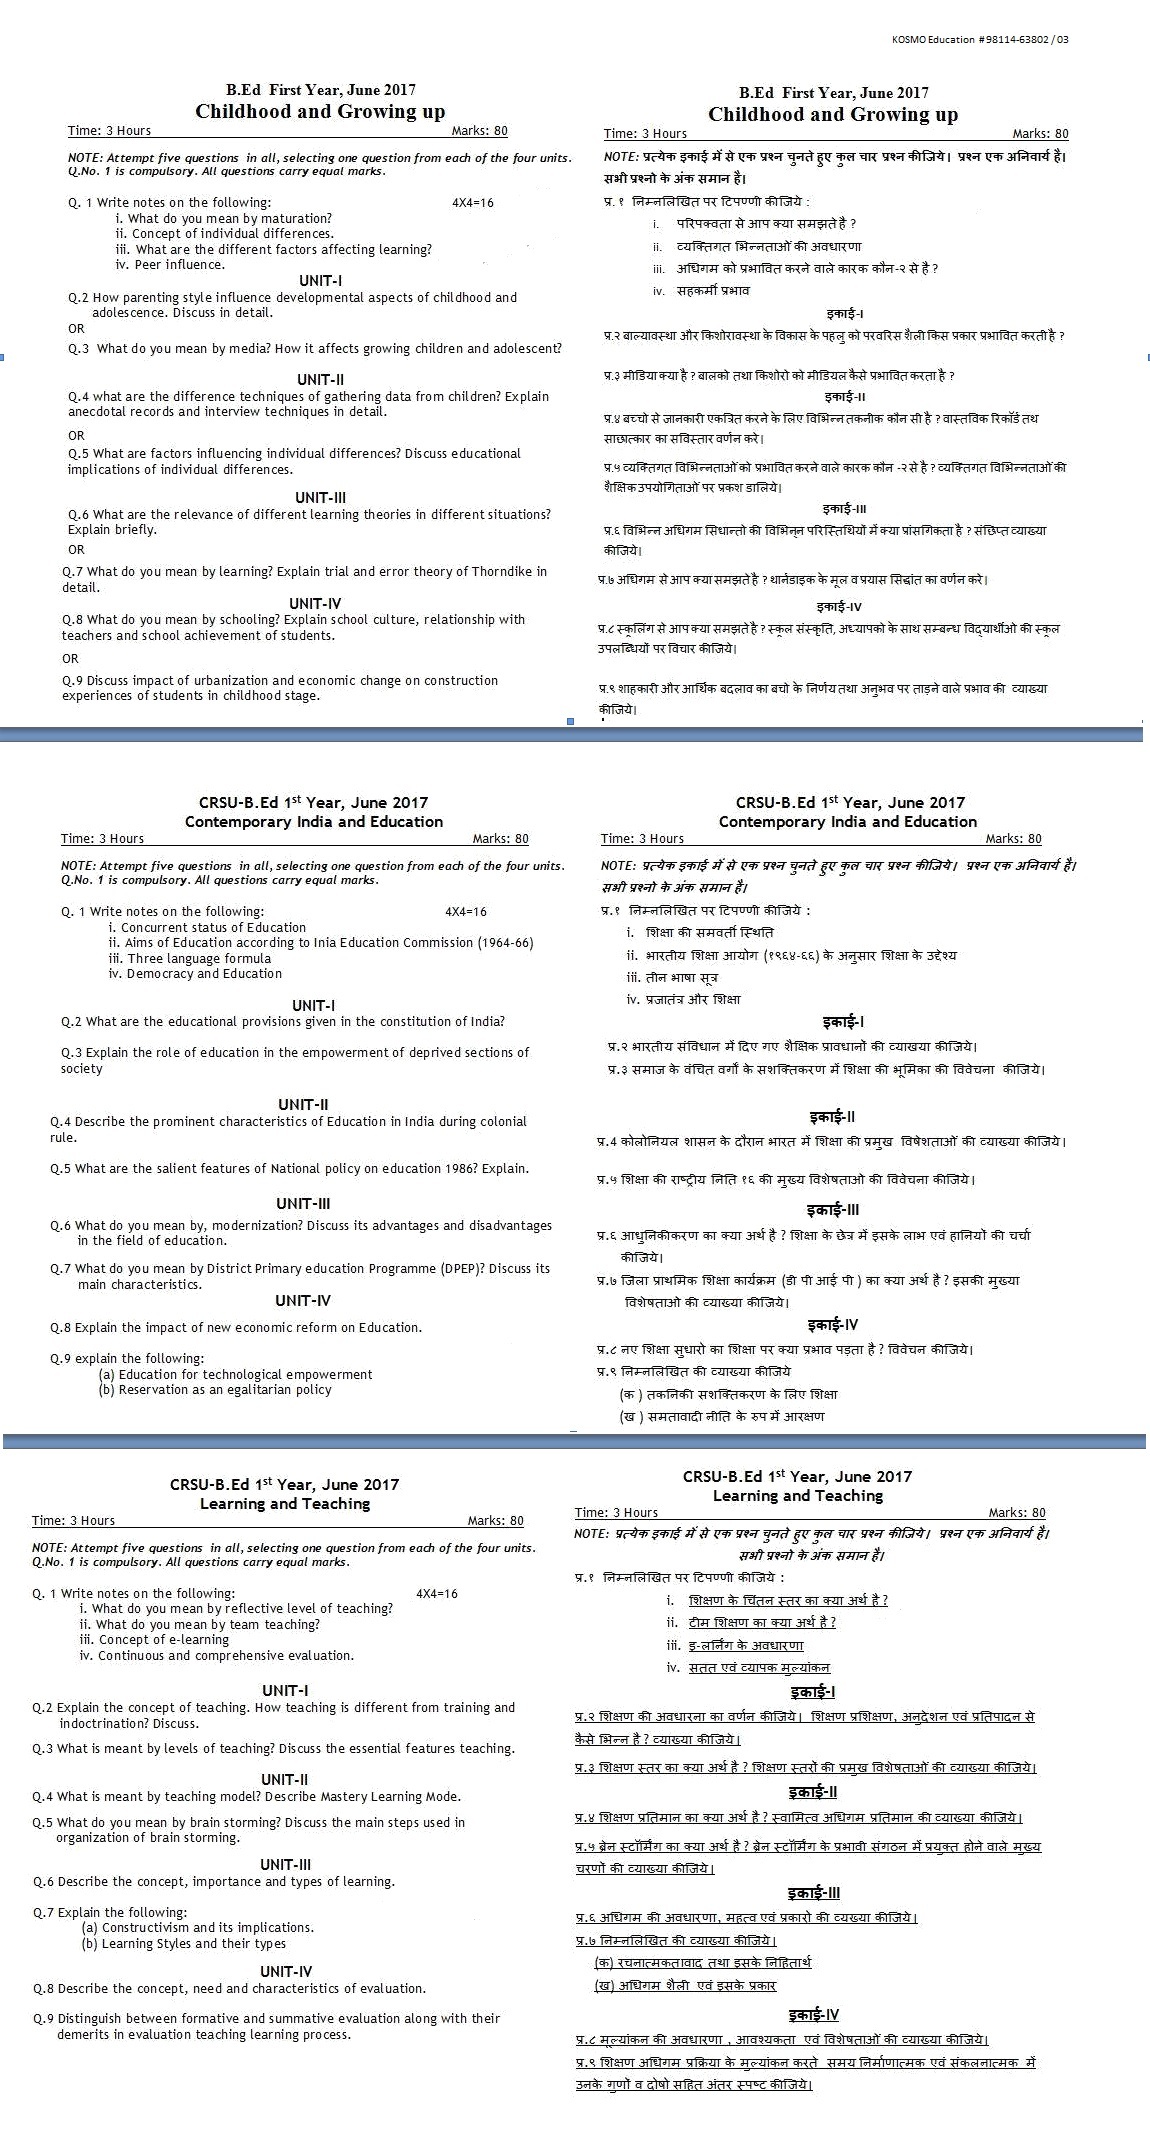 KOSMO Education #98114-63802 / 03
B.Ed First Year, June 2017
Childhood and Growing up
Time: 3 Hours Marks: 80
NOTE: Attempt five questions in all, selecting one question from each of the four units.
Q.No. 1 is compulsory. All questions carry equal marks.
Q. 1 Write notes on the following: 4X4=16
i. What do you mean by maturation?
ii. Concept of individual differences.
iii. What are the different factors affecting learning?
iv. Peer influence.
UNIT-I
Q.2 How parenting style influence developmental aspects of childhood and
adolescence. Discuss in detail.
OR
Q.3 What do you mean by media? How it affects growing children and adolescent?
UNIT-II
Q.4 what are the difference techniques of gathering data from children? Explain
anecdotal records and interview techniques in detail.
OR
Q.5 What are factors influencing individual differences? Discuss educational
implications of individual differences.
UNIT-III
Q.6 What are the relevance of different learning theories in different situations?
Explain briefly.
OR
Q.7 What do you mean by learning? Explain trial and error theory of Thorndike in
detail.
UNIT-IV
Q.8 What do you mean by schooling? Explain school culture, relationship with
teachers and school achievement of students.
OR
Q.9 Discuss impact of urbanization and economic change on construction
experiences of students in childhood stage.
B.Ed First Year, June 2017
Childhood and Growing up
Time: 3 Hours Marks: 80
NOTE: प्रत्येक इकाई में से एक प्रश्न चुनते हुए कुल चार प्रश्न कीजिये। प्रश्न एक अनिवार्य है।
सभी प्रश्नो के अंक समान है।
प्र. १ निम्नलिखित पर टिपण्णी कीजिये :
i. परिपक्वता से आप क्या समझते है ?
ii. व्यक्तिगत भिन्नताओं की अवधारणा
iii. अधिगम को प्रभावित करने वाले कारक कौन-२ से है ?
iv. सहकर्मी प्रभाव
इकाई-I
प्र.२ बाल्यावस्था और किशोरावस्था के विकास के पहलु को परवरिस शैली किस प्रकार प्रभावित करती है ?
प्र.३ मीडिया क्या है ? बालको तथा किशोरो को मीडियल कैसे प्रभावित करता है ?
इकाई-II
प्र.४ बच्चो से जानकारी एकत्रित करने के लिए विभिन्न तकनीक कौन सी है ? वास्तविक रिकॉर्ड तथ
साछात्कार का सविस्तार वर्णन करे।
प्र.५ व्यक्तिगत विभिन्नताओं को प्रभावित करने वाले कारक कौन -२ से है ? व्यक्तिगत विभिन्नताओं की
शैक्षिक उपयोगिताओं पर प्रकश डालिये।
इकाई-III
प्र.६ विभिन्न अधिगम सिधान्तो की विभिन्न परिस्तिथियों में क्या प्रांसगिकता है ? संछिप्त व्याख्या
कीजिये।
प्र.७ अधिगम से आप क्या समझते है ? थार्नडाइक के मूल व प्रयास सिद्धांत का वर्णन करे।
इकाई-IV
प्र.८ स्कूलिंग से आप क्या समझते है ? स्कूल संस्कृति, अध्यापको के साथ सम्बन्ध विद्यार्थीओ की स्कूल
उपलब्धियों पर विचार कीजिये।
प्र.९ शाहकारी और आर्थिक बदलाव का बचो के निर्णय तथा अनुभव पर ताड़ने वाले प्रभाव की व्याख्या
कीजिये।
CRSU-B.Ed 1st Year, June 2017
Contemporary India and Education
Time: 3 Hours Marks: 80
NOTE: Attempt five questions in all, selecting one question from each of the four units.
Q.No. 1 is compulsory. All questions carry equal marks.
Q. 1 Write notes on the following: 4X4=16
i. Concurrent status of Education
ii. Aims of Education according to Inia Education Commission (1964-66)
iii. Three language formula
iv. Democracy and Education
UNIT-I
Q.2 What are the educational provisions given in the constitution of India?
Q.3 Explain the role of education in the empowerment of deprived sections of
society
UNIT-II
Q.4 Describe the prominent characteristics of Education in India during colonial
rule.
Q.5 What are the salient features of National policy on education 1986? Explain.
UNIT-III
Q.6 What do you mean by, modernization? Discuss its advantages and disadvantages
in the field of education.
Q.7 What do you mean by District Primary education Programme (DPEP)? Discuss its
main characteristics.
UNIT-IV
Q.8 Explain the impact of new economic reform on Education.
Q.9 explain the following:
(a) Education for technological empowerment
(b) Reservation as an egalitarian policy
CRSU-B.Ed 1st Year, June 2017
Contemporary India and Education
Time: 3 Hours Marks: 80
NOTE: प्रत्येक इकाई में से एक प्रश्न चुनते हुए कुल चार प्रश्न कीजिये। प्रश्न एक अनिवार्य है।
सभी प्रश्नो के अंक समान है।
प्र.१ निम्नलिखित पर टिपण्णी कीजिये :
i. शिक्षा की समवर्ती स्थिति
ii. भारतीय शिक्षा आयोग (१९६४-६६) के अनुसार शिक्षा के उद्देश्य
iii. तीन भाषा सूत्र
iv. प्रजातंत्र और शिक्षा
इकाई-I
प्र.२ भारतीय संविधान में दिए गए शैक्षिक प्रावधानों की व्याखया कीजिये।
प्र.३ समाज के वंचित वर्गों के सशक्तिकरण में शिक्षा की भूमिका की विवेचना कीजिये।
इकाई-II
प्र.4 कोलोनियल शासन के दौरान भारत में शिक्षा की प्रमुख विषेशताओं की व्याख्या कीजिये।
प्र.५ शिक्षा की राष्ट्रीय निति १६ की मुख्य विशेषताओ की विवेचना कीजिये।
इकाई-III
प्र.६ आधुनिकीकरण का क्या अर्थ है ? शिक्षा के छेत्र में इसके लाभ एवं हानियों की चर्चा
कीजिये।
प्र.७ जिला प्राथमिक शिक्षा कार्यक्रम (डी पी आई पी ) का क्या अर्थ है ? इसकी मुख्या
विशेषताओ की व्याख्या कीजिये।
इकाई-IV
प्र.८ नए शिक्षा सुधारो का शिक्षा पर क्या प्रभाव पड़ता है ? विवेचन कीजिये।
प्र.९ निम्नलिखित की व्याख्या कीजिये
(क ) तकनिकी सशक्तिकरण के लिए शिक्षा
(ख ) समतावादी नीति के रुप में आरक्षण
CRSU-B.Ed 1st Year, June 2017
Learning and Teaching
Time: 3 Hours Marks: 80
NOTE: Attempt five questions in all, selecting one question from each of the four units.
Q.No. 1 is compulsory. All questions carry equal marks.
Q. 1 Write notes on the following: 4X4=16
i. What do you mean by reflective level of teaching?
ii. What do you mean by team teaching?
iii. Concept of e-learning
iv. Continuous and comprehensive evaluation.
UNIT-I
Q.2 Explain the concept of teaching. How teaching is different from training and
indoctrination? Discuss.
Q.3 What is meant by levels of teaching? Discuss the essential features teaching.
UNIT-II
Q.4 What is meant by teaching model? Describe Mastery Learning Mode.
Q.5 What do you mean by brain storming? Discuss the main steps used in
organization of brain storming.
UNIT-III
Q.6 Describe the concept, importance and types of learning.
Q.7 Explain the following:
(a) Constructivism and its implications.
(b) Learning Styles and their types
UNIT-IV
Q.8 Describe the concept, need and characteristics of evaluation.
Q.9 Distinguish between formative and summative evaluation along with their
demerits in evaluation teaching learning process.
CRSU-B.Ed 1st Year, June 2017
Learning and Teaching
Time: 3 Hours Marks: 80
NOTE: प्रत्येक इकाई में से एक प्रश्न चुनते हुए कुल चार प्रश्न कीजिये। प्रश्न एक अनिवार्य है।
सभी प्रश्नो के अंक समान है।
प्र.१ निम्नलिखित पर टिपण्णी कीजिये :
i. शिक्षण के चिंतन स्तर का क्या अर्थ है ?
ii. टीम शिक्षण का क्या अर्थ है ?
iii. इ-लर्निंग के अवधारणा
iv. सतत एवं व्यापक मुल्यांकन
इकाई-I
प्र.२ शिक्षण की अवधारना का वर्णन कीजिये। शिक्षण प्रशिक्षण, अनुदेशन एवं प्रतिपादन से
कैसे भिन्न है ? व्याख्या कीजिये।
प्र.३ शिक्षण स्तर का क्या अर्थ है ? शिक्षण स्तरों की प्रमुख विशेषताओं की व्याख्या कीजिये।
इकाई-II
प्र.४ शिक्षण प्रतिमान का क्या अर्थ है ? स्वामित्व अधिगम प्रतिमान की व्याख्या कीजिये।
प्र.५ ब्रेन स्टॉर्मिंग का क्या अर्थ है ? ब्रेन स्टॉर्मिंग के प्रभावी संगठन में प्रयुक्त होने वाले मुख्य
चरणों की व्याख्या कीजिये।
इकाई-III
प्र.६ अधिगम की अवधारणा, महत्व एवं प्रकारो की व्यख्या कीजिये।
प्र.७ निम्नलिखित की व्याख्या कीजिये।
(क) रचनात्मकतावाद तथा इसके निहितार्थ
(ख) अधिगम शैली एवं इसके प्रकार
इकाई-IV
प्र.८ मूल्यांकन की अवधारणा , आवश्यकता एवं विशेषताओं की व्याख्या कीजिये।
प्र.९ शिक्षण अधिगम प्रक्रिया के मुल्यांकन करते समय निर्माणात्मक एवं संकलनात्मक में
उनके गुणों व दोषो सहित अंतर स्पष्ट कीजिये।